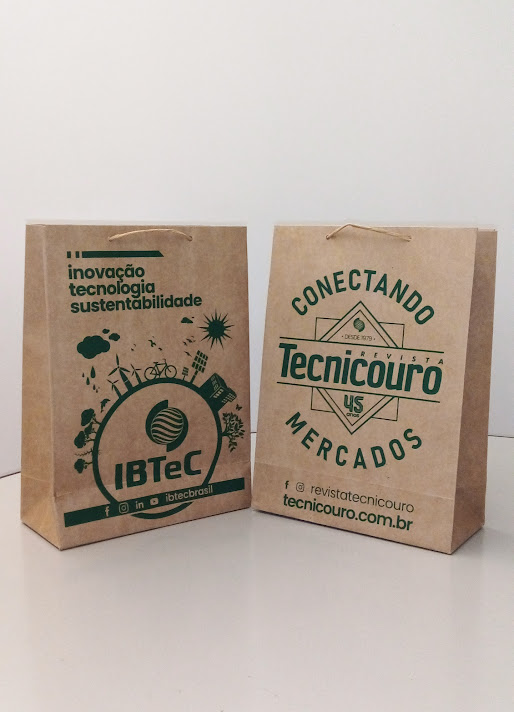 inovação
tecnologia
sustentabilidade
IBTeC
ibtecbrasil
CONECTANDO
• DESDE 1979 •
REVISTA
Tecnicouro
45
anos
MERCADOS
revistatecnicouro
tecnicouro.com.br